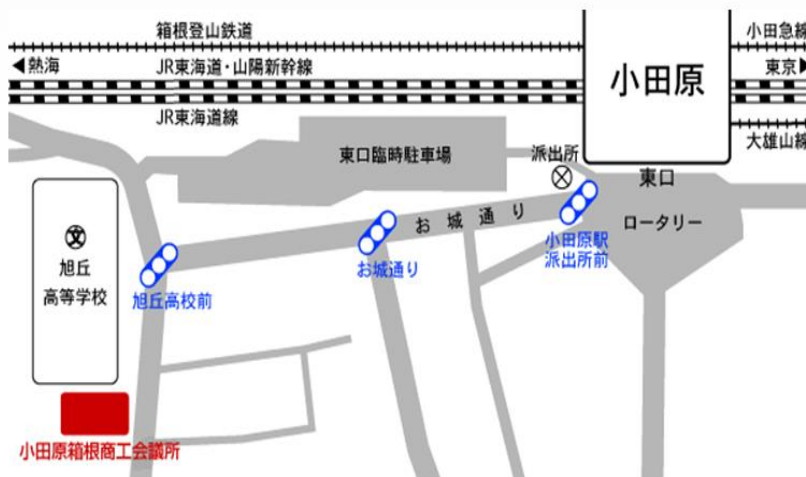 箱根登山鉄道
小田急線
◀熱海
JR東海道・山陽新幹線
小田原
東京▶
JR東海道線
大雄山線
東口臨時駐車場
派出所
東口
お城通り
ロータリー
文
小田原駅
派出所前
旭丘
高等学校
お城通り
旭丘高校前
小田原箱根商工会議所